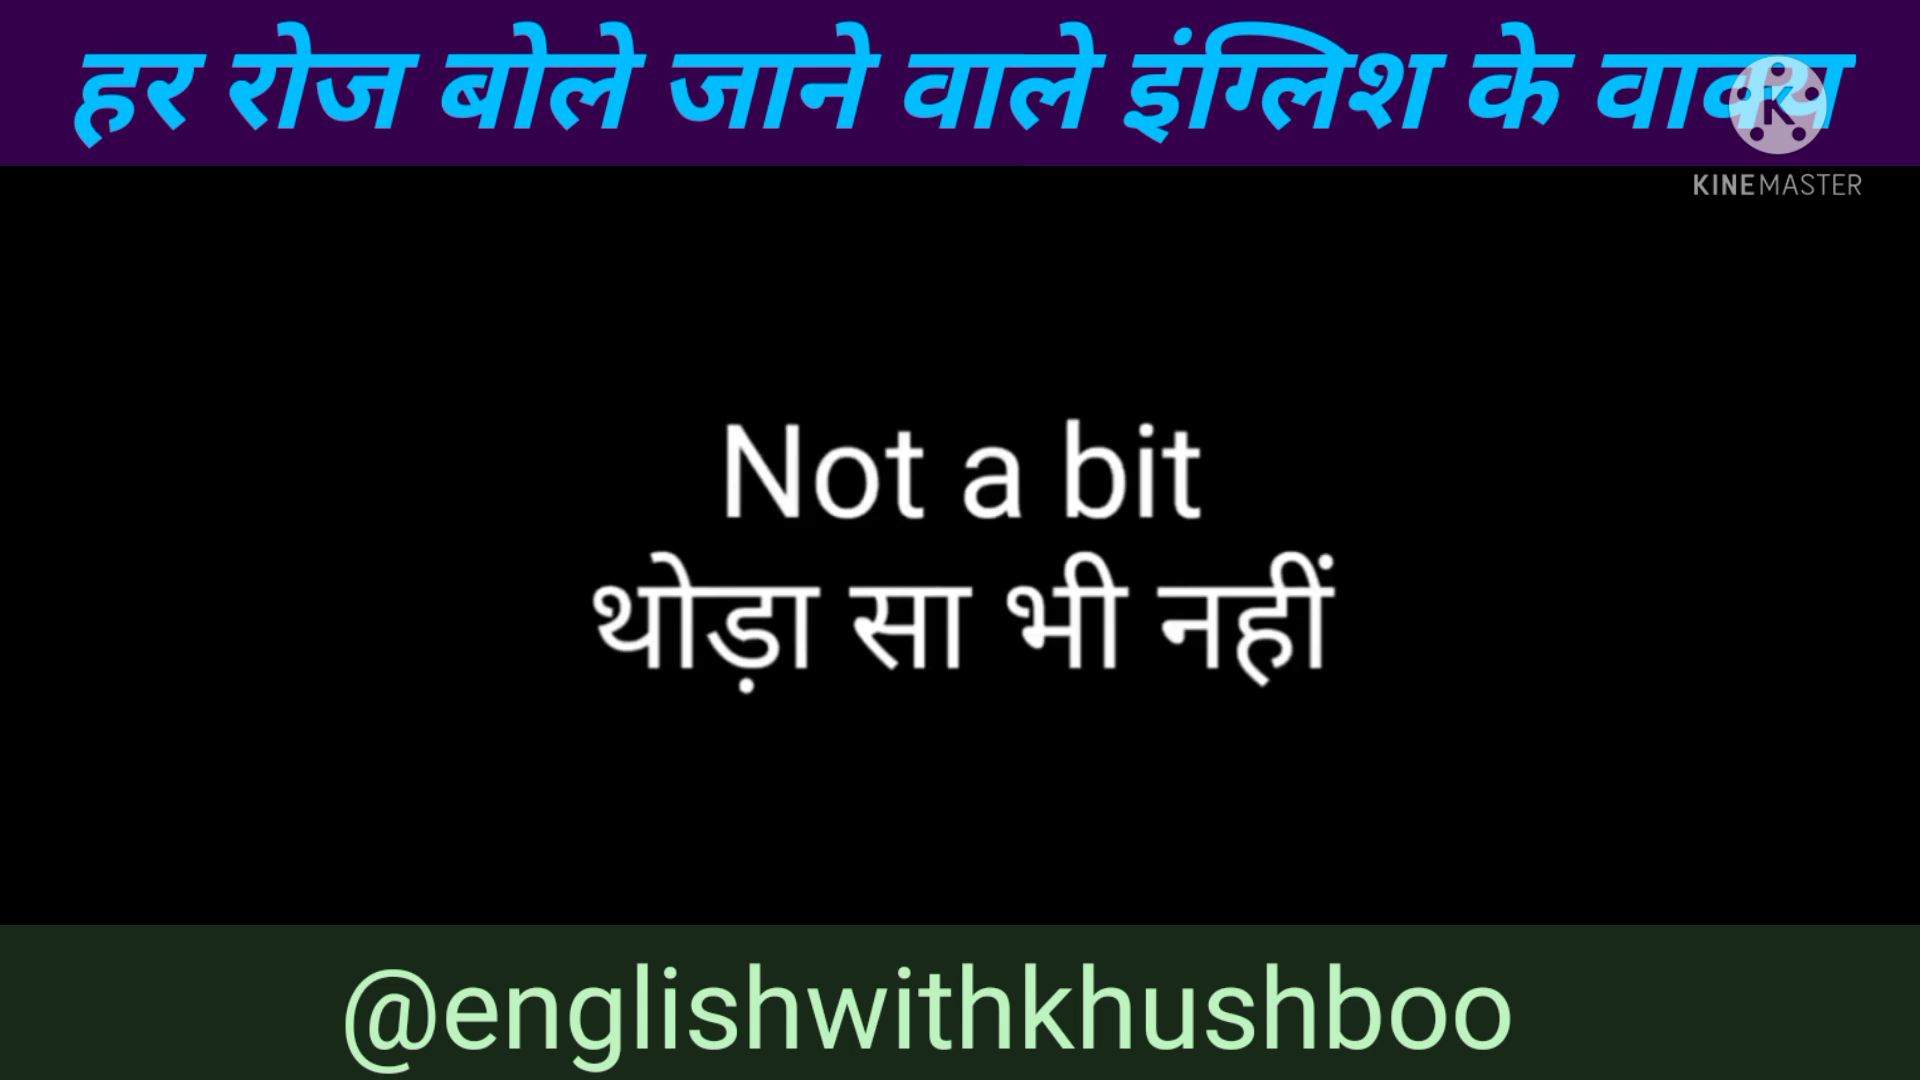 हर रोज बोले जाने वाले इंग्लिश के वाक्य
KINEMASTER
Not a bit
थोड़ा सा भी नहीं
@englishwithkhushboo